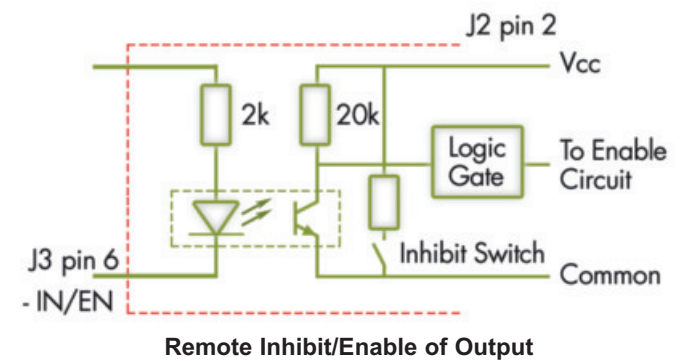 J2 pin 2
Vcc
2k
20k
Logic
Gate
To Enable
Circuit
Inhibit Switch
J3 pin 6
- IN/EN
Common
Remote Inhibit/Enable of Output